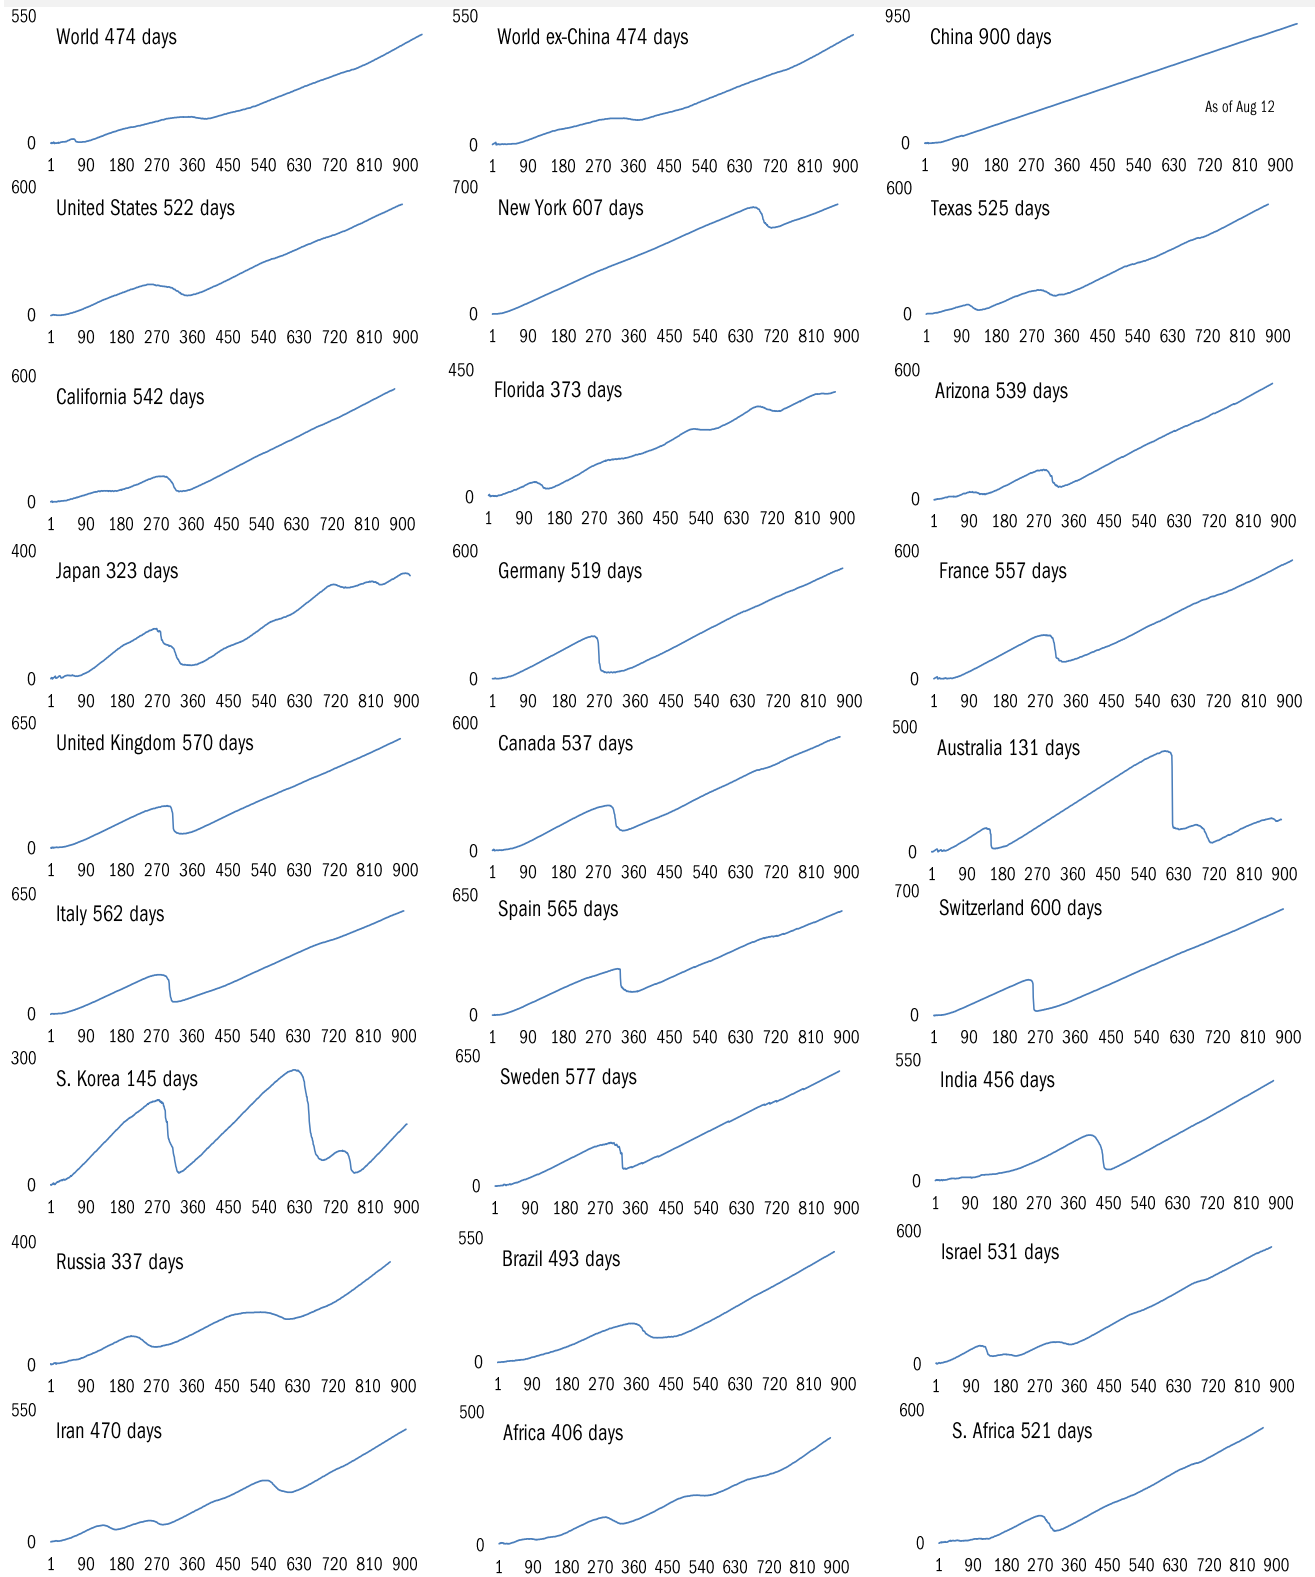 550 550 950
World 474 days World ex-China 474 days China 900 days
As of Aug 12
0 0 0
1 90 180 270 360 450 540 630 720 810 900 1 90 180 270 360 450 540 630 720 810 900 1 90 180 270 360 450 540 630 720 810 900
600 700 600
United States 522 days New York 607 days Texas 525 days
0 0 0
1 90 180 270 360 450 540 630 720 810 900 1 90 180 270 360 450 540 630 720 810 900 1 90 180 270 360 450 540 630 720 810 900
600 450 600
California 542 days Florida 373 days Arizona 539 days
0 0 0
1 90 180 270 360 450 540 630 720 810 900 1 90 180 270 360 450 540 630 720 810 900 1 90 180 270 360 450 540 630 720 810 900
400 600 600
Japan 323 days Germany 519 days France 557 days
0 0 0
1 90 180 270 360 450 540 630 720 810 900 1 90 180 270 360 450 540 630 720 810 900 1 90 180 270 360 450 540 630 720 810 900
650 600 500
United Kingdom 570 days Canada 537 days Australia 131 days
0 0 0
1 90 180 270 360 450 540 630 720 810 900 1 90 180 270 360 450 540 630 720 810 900 1 90 180 270 360 450 540 630 720 810 900
650 650 700
Italy 562 days Spain 565 days Switzerland 600 days
0 0 0
1 90 180 270 360 450 540 630 720 810 900 1 90 180 270 360 450 540 630 720 810 900 1 90 180 270 360 450 540 630 720 810 900
300 650 550
S. Korea 145 days Sweden 577 days India 456 days
0 0 0
1 90 180 270 360 450 540 630 720 810 900 1 90 180 270 360 450 540 630 720 810 900 1 90 180 270 360 450 540 630 720 810 900
400 550 600
Russia 337 days Brazil 493 days Israel 531 days
0 0 0
1 90 180 270 360 450 540 630 720 810 900 1 90 180 270 360 450 540 630 720 810 900 1 90 180 270 360 450 540 630 720 810 900
550 500 600
Iran 470 days Africa 406 days S. Africa 521 days
0 0 0
1 90 180 270 360 450 540 630 720 810 900 1 90 180 270 360 450 540 630 720 810 900 1 90 180 270 360 450 540 630 720 810 900